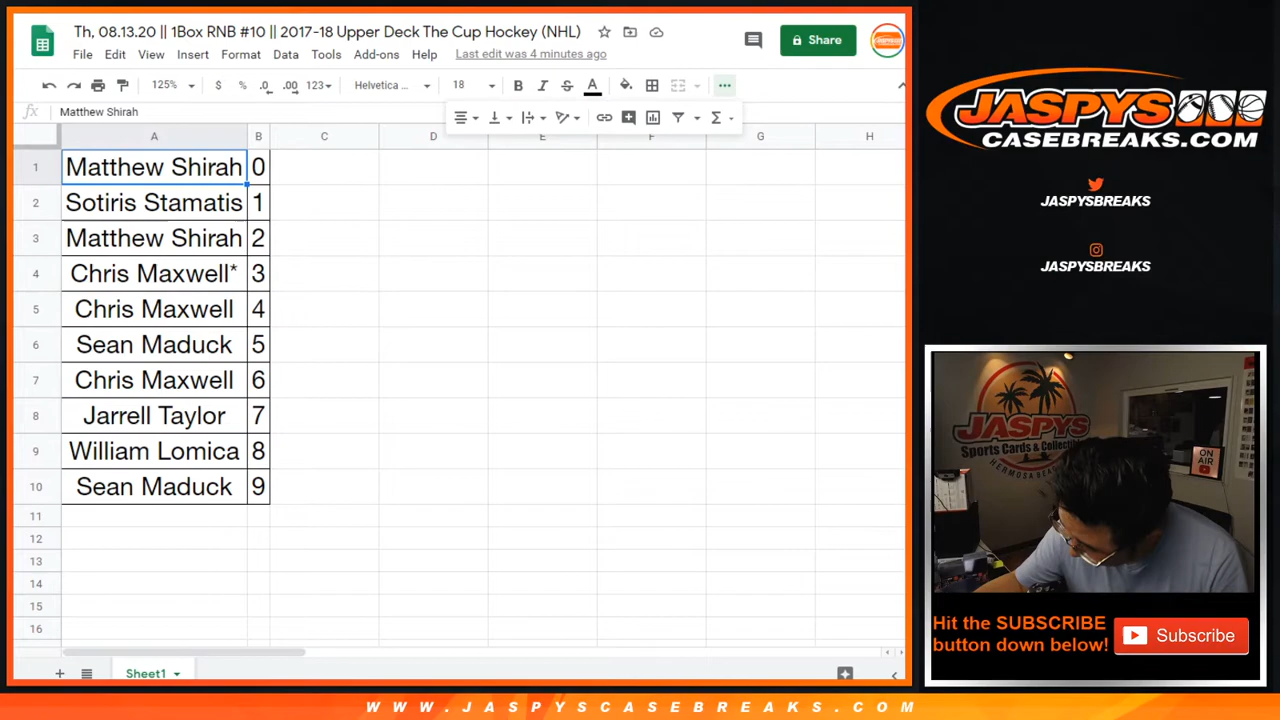 Th, 08.13.20 || 1Box RNB #10 || 2017-18 Upper Deck The Cup Hockey (NHL)
File Edit View Insert Format Data Tools Add-ons Help Last edit was 4 minutes ago
Share
125% $ % .0 .00 123 Helvetica ... 18 B I S A
fx Matthew Shirah
A B C D E F G H
1 Matthew Shirah 0
2 Sotiris Stamatis 1
3 Matthew Shirah 2
4 Chris Maxwell* 3
5 Chris Maxwell 4
6 Sean Maduck 5
7 Chris Maxwell 6
8 Jarrell Taylor 7
9 William Lomica 8
10 Sean Maduck 9
11
12
13
14
15
16
Sheet1
JASPYS
CASEBREAKS.COM
JASPYSBREAKS
JASPYSBREAKS
JASPYS
Sports Cards & Collectibles
HERMOSA BEACH
ON AIR
Hit the SUBSCRIBE
button down below!
Subscribe
WWW.JASPYSCASEBREAKS.COM